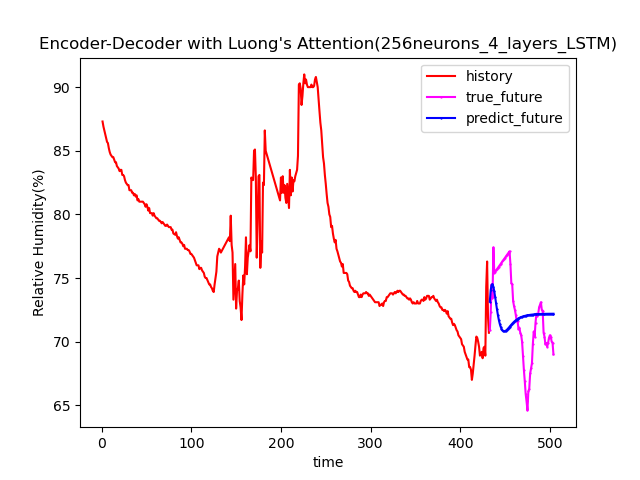 Encoder-Decoder with Luong's Attention(256neurons_4_layers_LSTM)
history
true_future
predict_future
Relative Humidity(%)
90
85
80
75
70
65
0 100 200 300 400 500
time